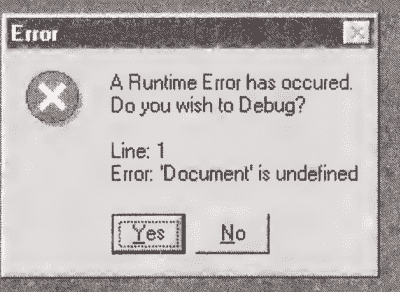 Error
A Runtime Error has occured.
Do you wish to Debug?
Line: 1
Error: 'Document' is undefined
Yes
No